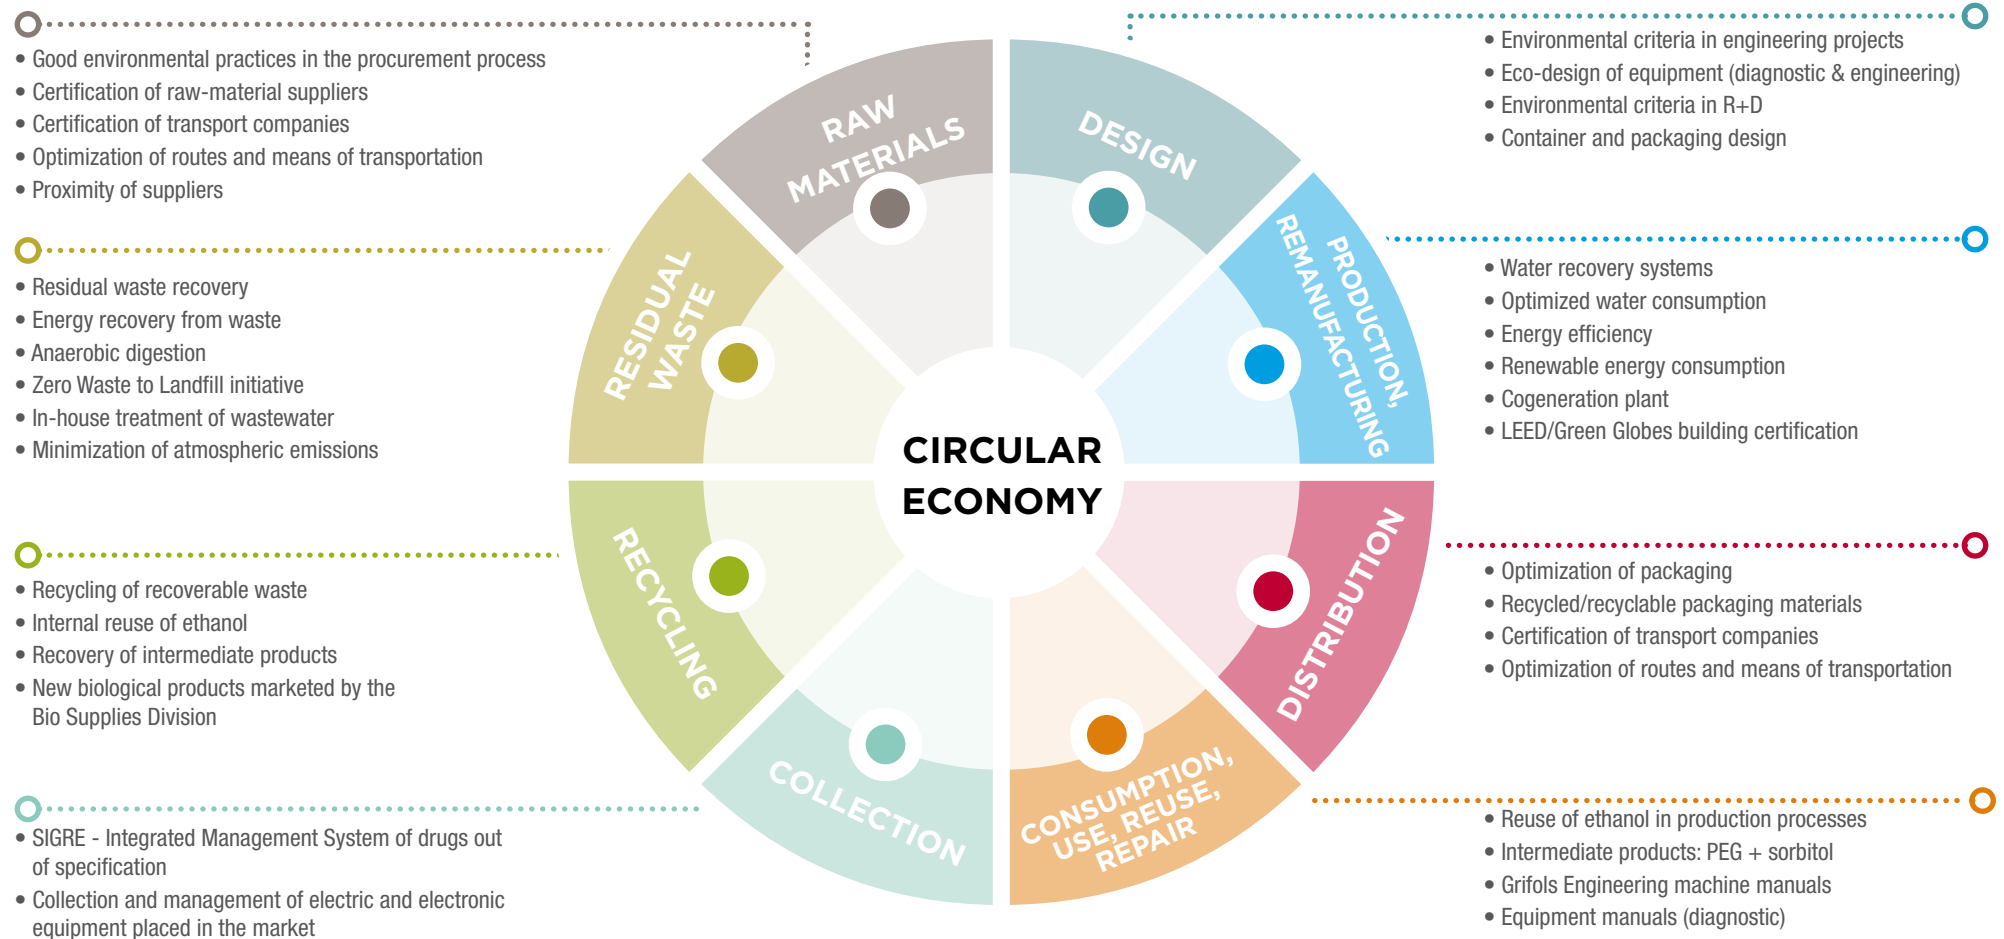 • Good environmental practices in the procurement process
• Certification of raw-material suppliers
• Certification of transport companies
• Optimization of routes and means of transportation
• Proximity of suppliers
• Residual waste recovery
• Energy recovery from waste
• Anaerobic digestion
• Zero Waste to Landfill initiative
• In-house treatment of wastewater
• Minimization of atmospheric emissions
• Recycling of recoverable waste
• Internal reuse of ethanol
• Recovery of intermediate products
• New biological products marketed by the
Bio Supplies Division
• SIGRE - Integrated Management System of drugs out
of specification
• Collection and management of electric and electronic
equipment placed in the market
RAW
MATERIALS
DESIGN
PRODUCTION,
REMANUFACTURING
DISTRIBUTION
CONSUMPTION,
USE, REUSE,
REPAIR
COLLECTION
RECYCLING
RESIDUAL
WASTE
CIRCULAR
ECONOMY
• Environmental criteria in engineering projects
• Eco-design of equipment (diagnostic & engineering)
• Environmental criteria in R+D
• Container and packaging design
• Water recovery systems
• Optimized water consumption
• Energy efficiency
• Renewable energy consumption
• Cogeneration plant
• LEED/Green Globes building certification
• Optimization of packaging
• Recycled/recyclable packaging materials
• Certification of transport companies
• Optimization of routes and means of transportation
• Reuse of ethanol in production processes
• Intermediate products: PEG + sorbitol
• Grifols Engineering machine manuals
• Equipment manuals (diagnostic)